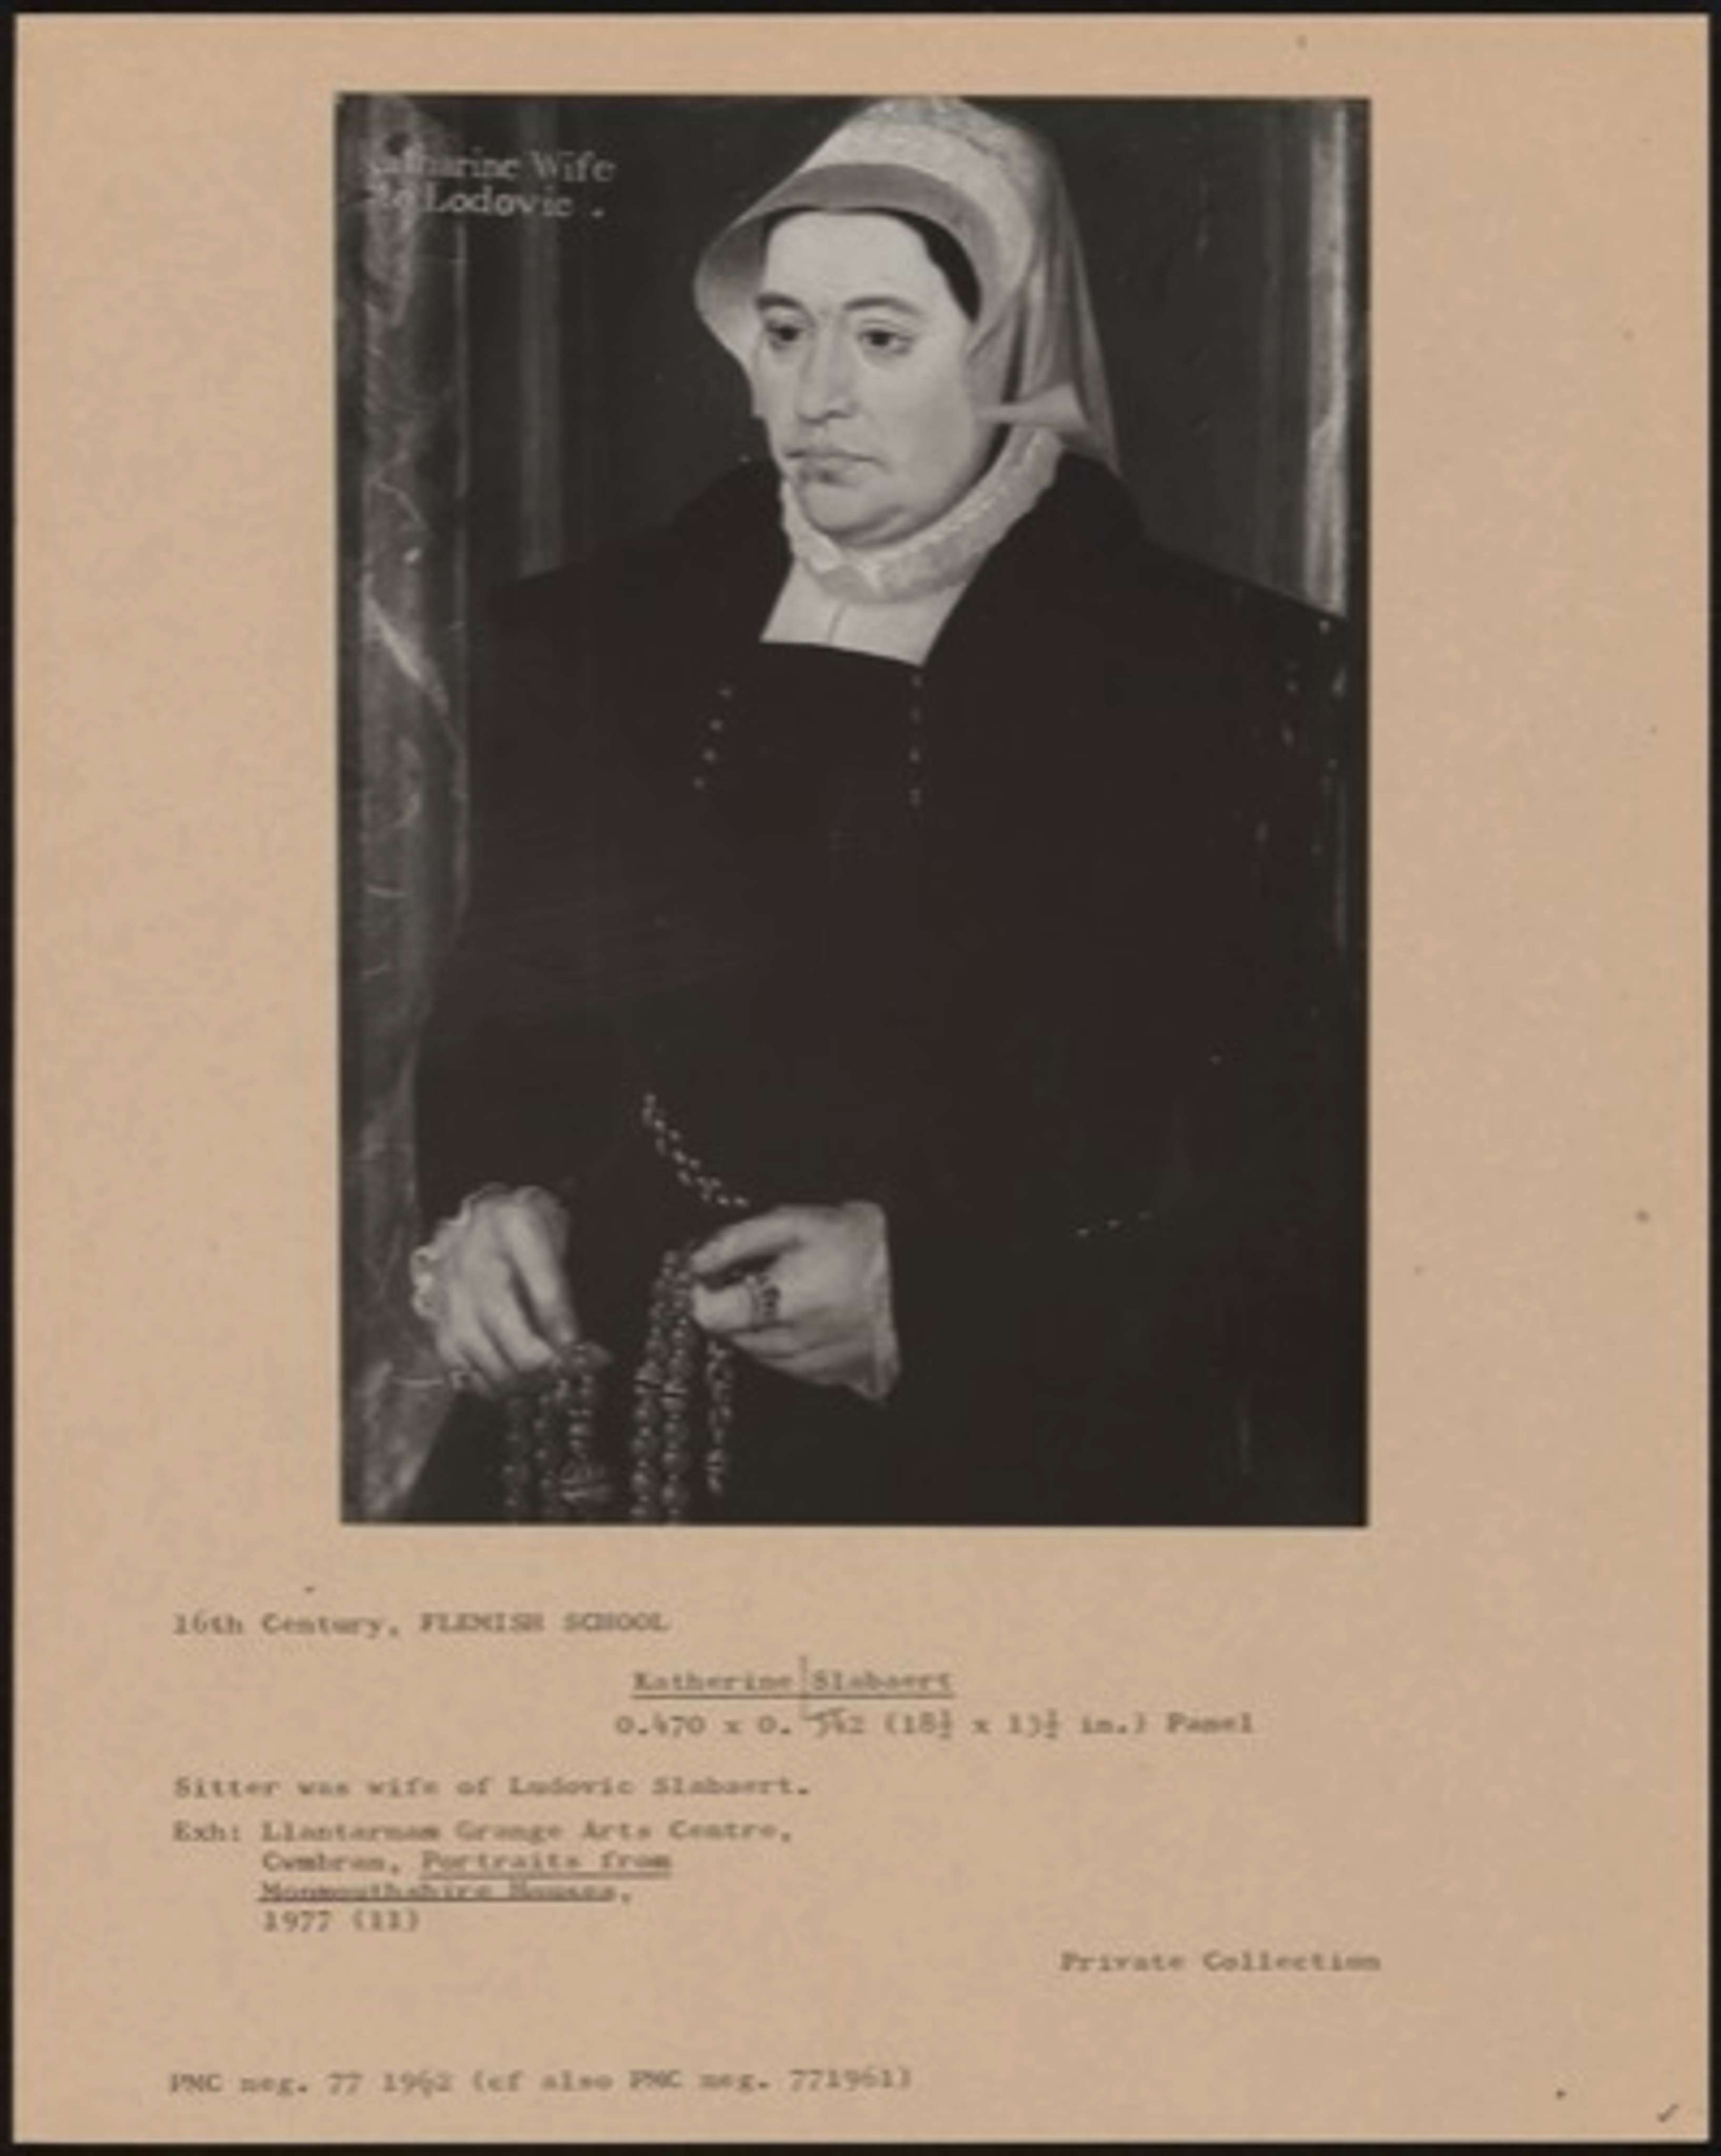 Wife
Lodovic .
16th Century, FLEMISH SCHOOL
Katherine Slabaert
0.470 x 0. 342 (18½ x 13½ in.) Panel
Sitter was wife of Ludovic Slabaert.
Exh: Llantarnam Grange Arts Centre,
Cwmbran, Portraits from
Monmouthshire Houses,
1977 (11)
Private Collection
PMC neg. 77 1962 (cf also PMC neg. 771961)